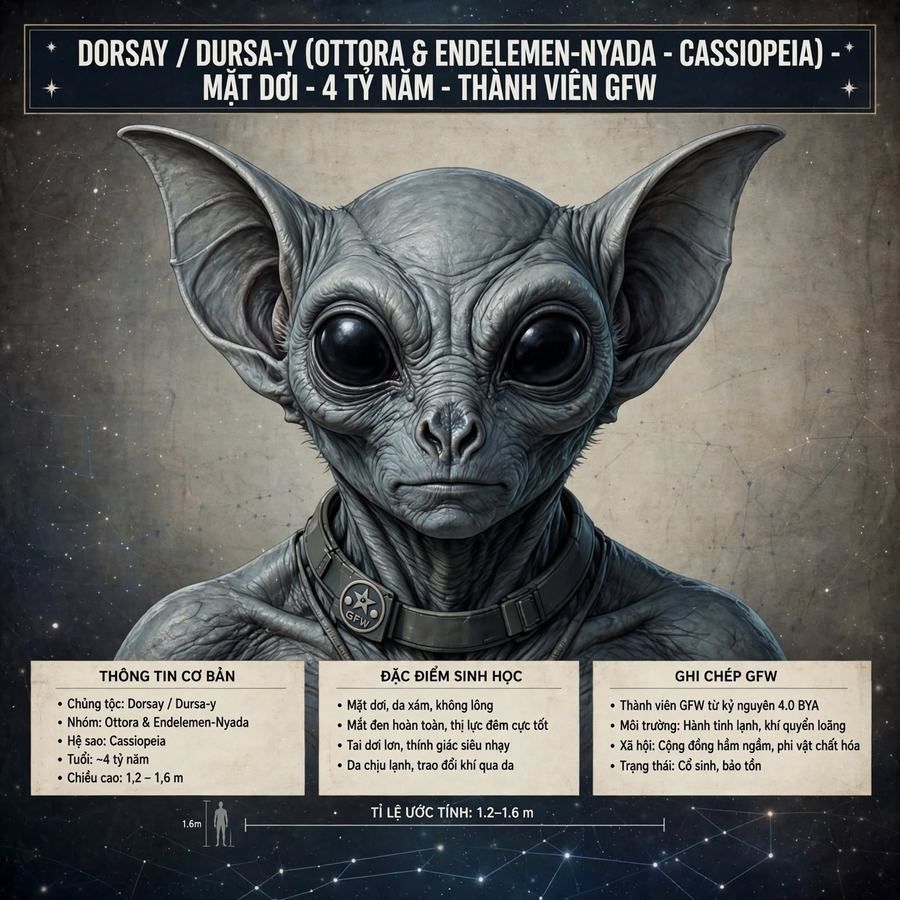 DORSAY / DURSA-Y (OTTORA & ENDELEMEN-NYADA - CASSIOPEIA) -
MẶT DƠI - 4 TỶ NĂM - THÀNH VIÊN GFW
GFW
THÔNG TIN CƠ BẢN
• Chủng tộc: Dorsay / Dursa-y
• Nhóm: Ottora & Endelemen-Nyada
• Hệ sao: Cassiopeia
• Tuổi: ~4 tỷ năm
• Chiều cao: 1,2 – 1,6 m
ĐẶC ĐIỂM SINH HỌC
• Mặt dơi, da xám, không lông
• Mắt đen hoàn toàn, thị lực đêm cực tốt
• Tai dơi lớn, thính giác siêu nhạy
• Da chịu lạnh, trao đổi khí qua da
GHI CHÉP GFW
• Thành viên GFW từ kỷ nguyên 4.0 BYA
• Môi trường: Hành tinh lạnh, khí quyển loãng
• Xã hội: Cộng đồng hầm ngầm, phi vật chất hóa
• Trạng thái: Cổ sinh, bảo tồn
1.6m
TỈ LỆ ƯỚC TÍNH: 1.2–1.6 m